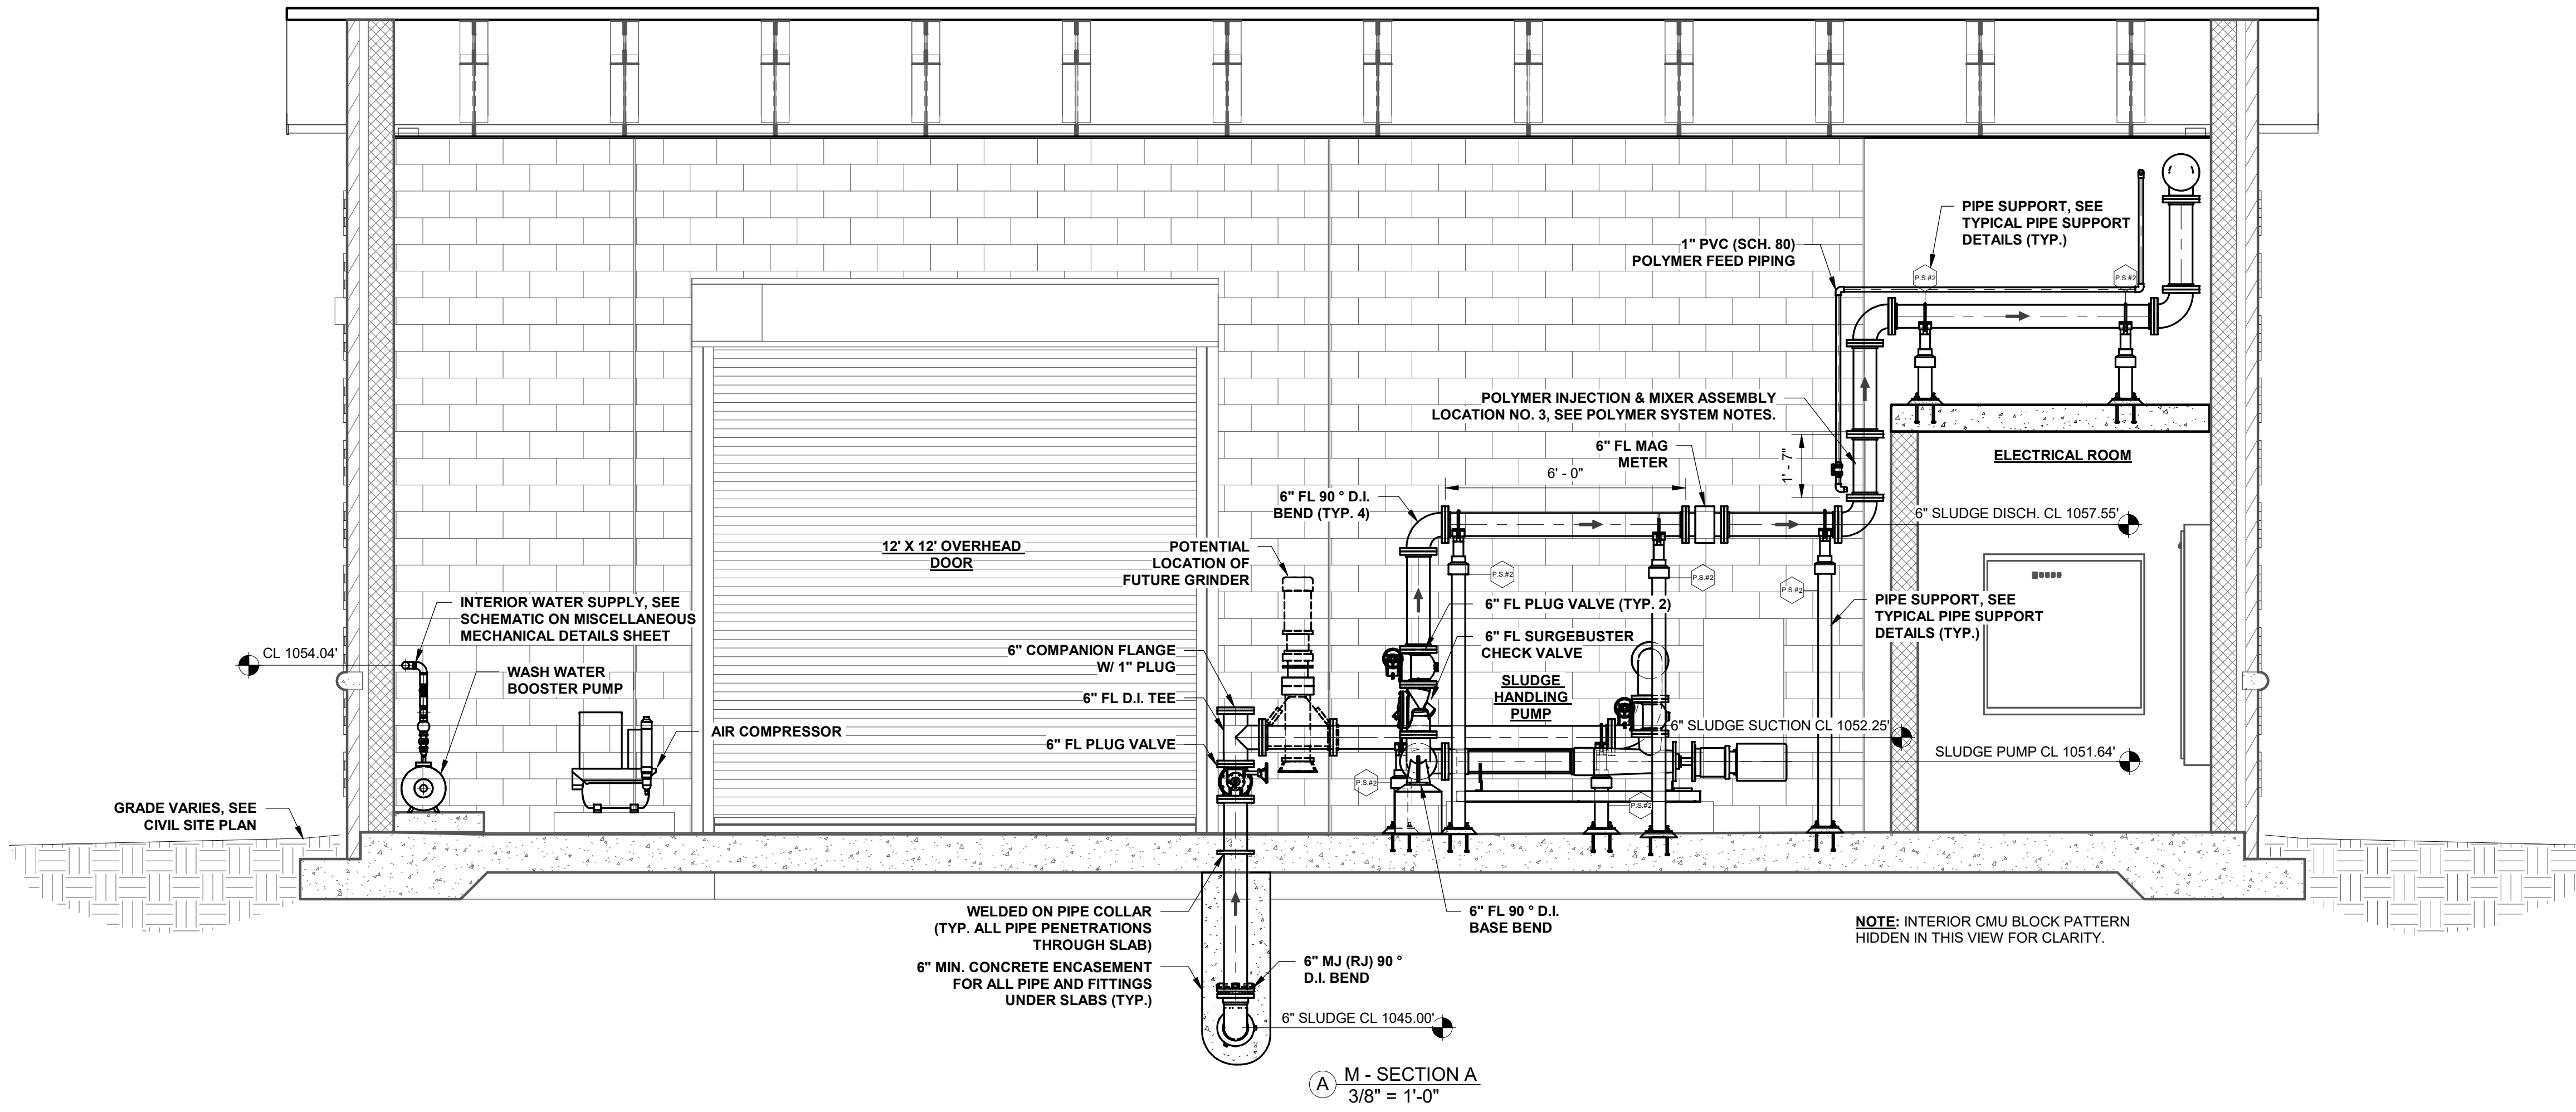 PIPE SUPPORT, SEE
TYPICAL PIPE SUPPORT
DETAILS (TYP.)
1" PVC (SCH. 80)
POLYMER FEED PIPING
P.S.#2
P.S.#2
POLYMER INJECTION & MIXER ASSEMBLY
LOCATION NO. 3, SEE POLYMER SYSTEM NOTES.
6" FL MAG
METER
1' - 7"
6' - 0"
ELECTRICAL ROOM
6" FL 90 ° D.I.
BEND (TYP. 4)
6" SLUDGE DISCH. CL 1057.55'
12' X 12' OVERHEAD
DOOR
POTENTIAL
LOCATION OF
FUTURE GRINDER
P.S.#2
P.S.#2
P.S.#2
INTERIOR WATER SUPPLY, SEE
SCHEMATIC ON MISCELLANEOUS
MECHANICAL DETAILS SHEET
6" FL PLUG VALVE (TYP. 2)
PIPE SUPPORT, SEE
TYPICAL PIPE SUPPORT
DETAILS (TYP.)
6" FL SURGEBUSTER
CHECK VALVE
CL 1054.04'
6" COMPANION FLANGE
W/ 1" PLUG
WASH WATER
BOOSTER PUMP
SLUDGE
HANDLING
PUMP
6" FL D.I. TEE
6" SLUDGE SUCTION CL 1052.25'
AIR COMPRESSOR
6" FL PLUG VALVE
SLUDGE PUMP CL 1051.64'
P.S.#2
P.S.#2
GRADE VARIES, SEE
CIVIL SITE PLAN
WELDED ON PIPE COLLAR
(TYP. ALL PIPE PENETRATIONS
THROUGH SLAB)
6" FL 90 ° D.I.
BASE BEND
NOTE: INTERIOR CMU BLOCK PATTERN
HIDDEN IN THIS VIEW FOR CLARITY.
6" MIN. CONCRETE ENCASEMENT
FOR ALL PIPE AND FITTINGS
UNDER SLABS (TYP.)
6" MJ (RJ) 90 °
D.I. BEND
6" SLUDGE CL 1045.00'
A
M - SECTION A
3/8" = 1'-0"